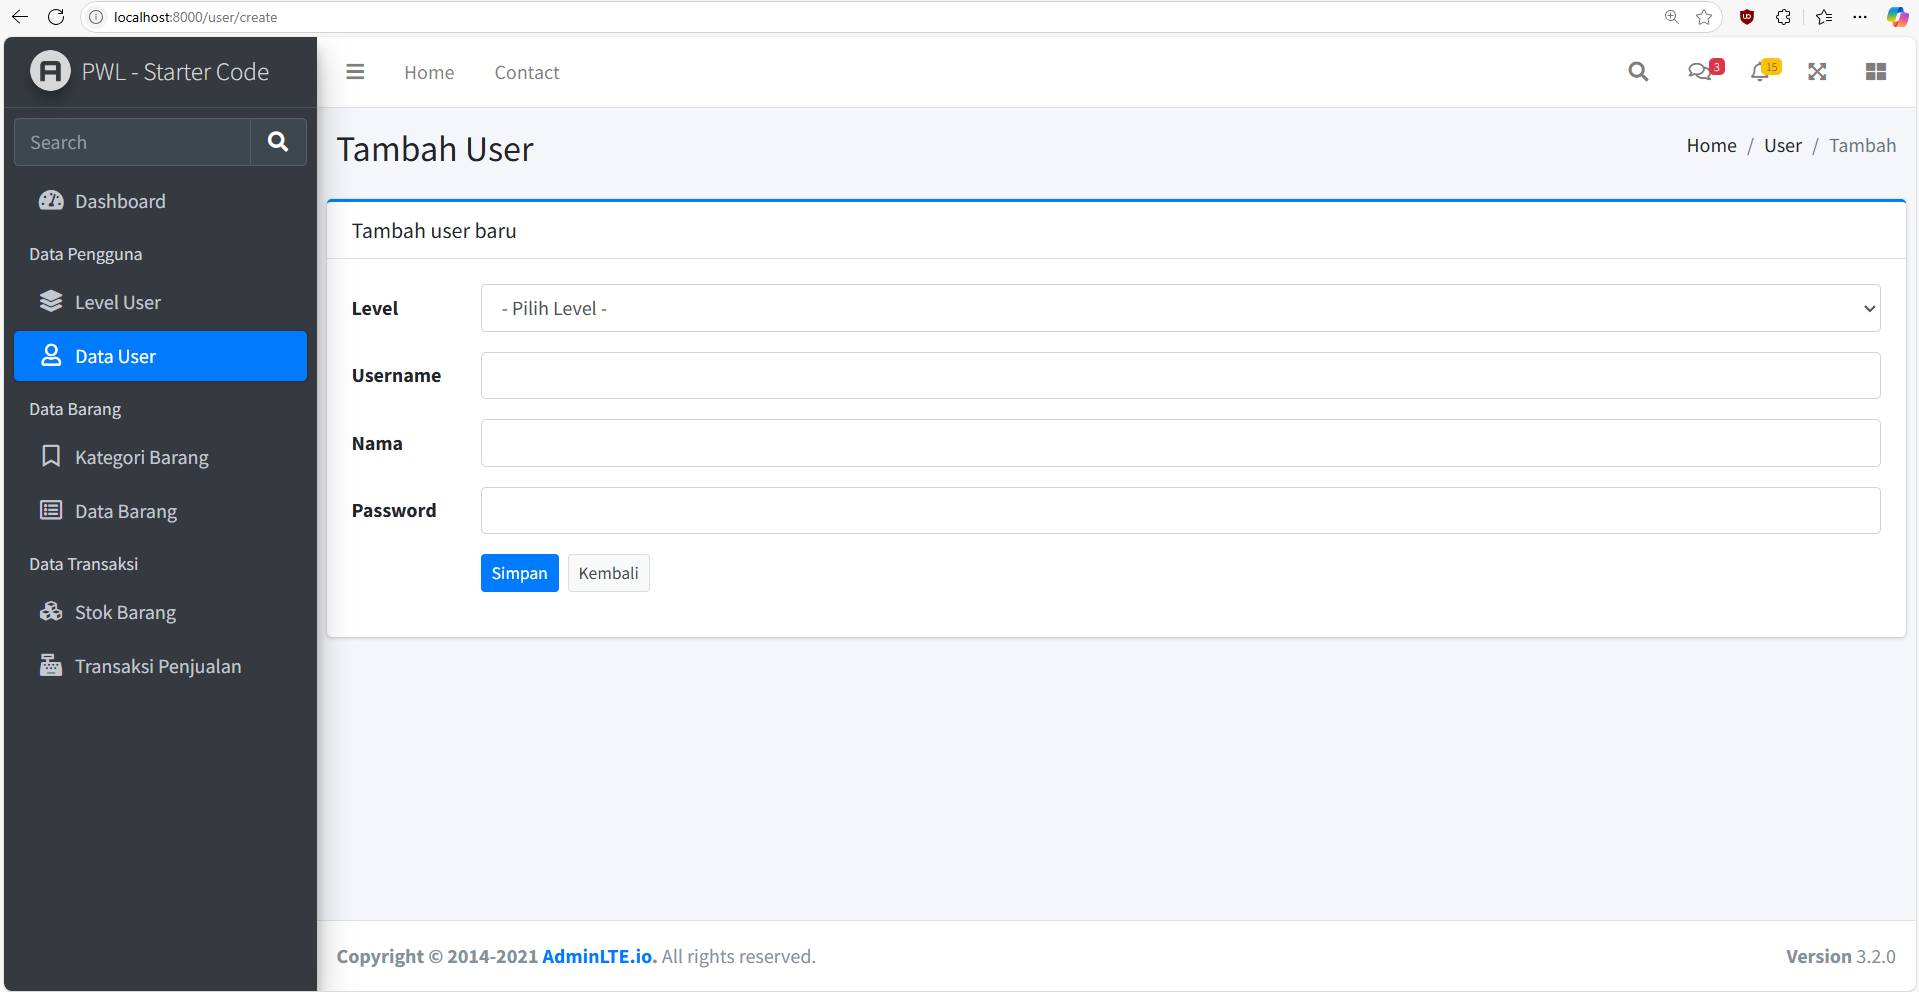 localhost:8000/user/create
PWL - Starter Code
Home
Contact
3
15
Search
Dashboard
Data Pengguna
Level User
Data User
Data Barang
Kategori Barang
Data Barang
Data Transaksi
Stok Barang
Transaksi Penjualan
Tambah User
Home / User / Tambah
Tambah user baru
Level
- Pilih Level -
Username
Nama
Password
Simpan
Kembali
Copyright © 2014-2021 AdminLTE.io. All rights reserved.
Version 3.2.0